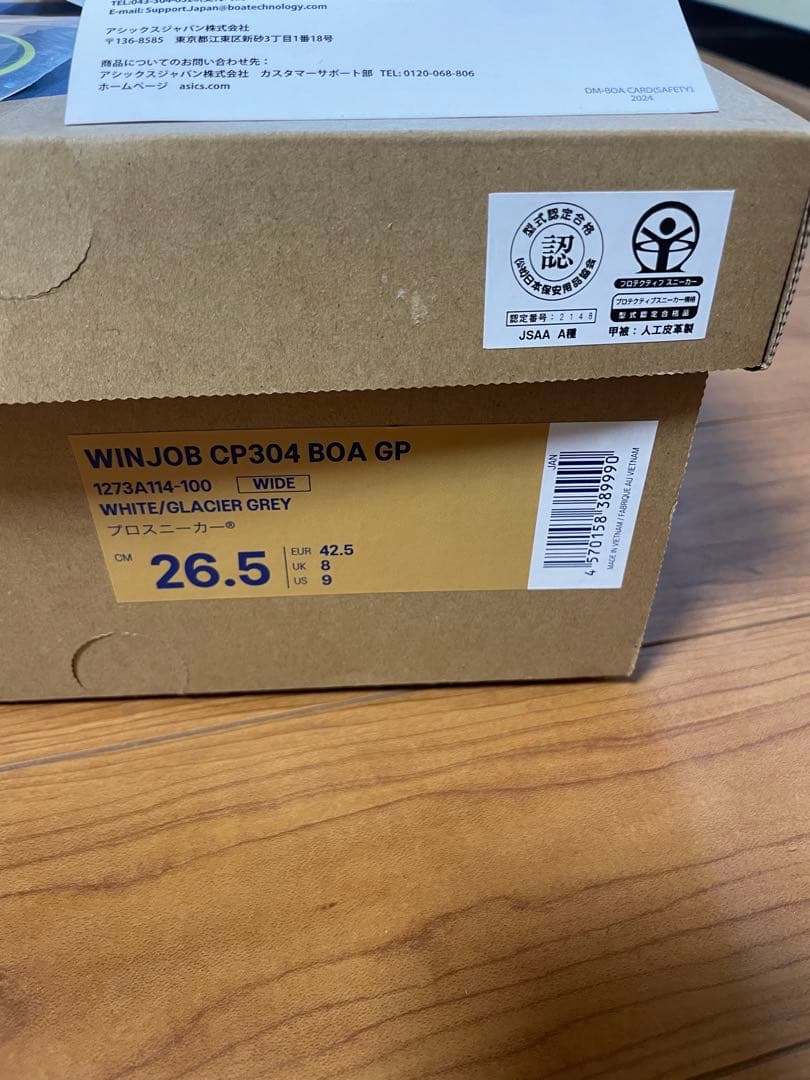 E-mail: Support.Japan@boatechnology.com
アシックスジャパン株式会社
〒136-8585 東京都江東区新砂3丁目1番18号
商品についてのお問い合わせ先：
アシックスジャパン株式会社 カスタマーサポート部 TEL: 0120-068-806
ホームページ asics.com
DM-BOA CARD(SAFETY)
2024.
型式認定合格
認
(公社)日本保安用品協会
認定番号：2148
JSAA A種
プロテクティブ スニーカー
プロテクティブスニーカー規格
型式認定合格品
甲被：人工皮革製
WINJOB CP304 BOA GP
1273A114-100 WIDE
WHITE/GLACIER GREY
プロスニーカー®
CM 26.5
EUR 42.5
UK 8
US 9
JAN
4 570158 389990
MADE IN VIETNAM / FABRIQUE AU VIETNAM